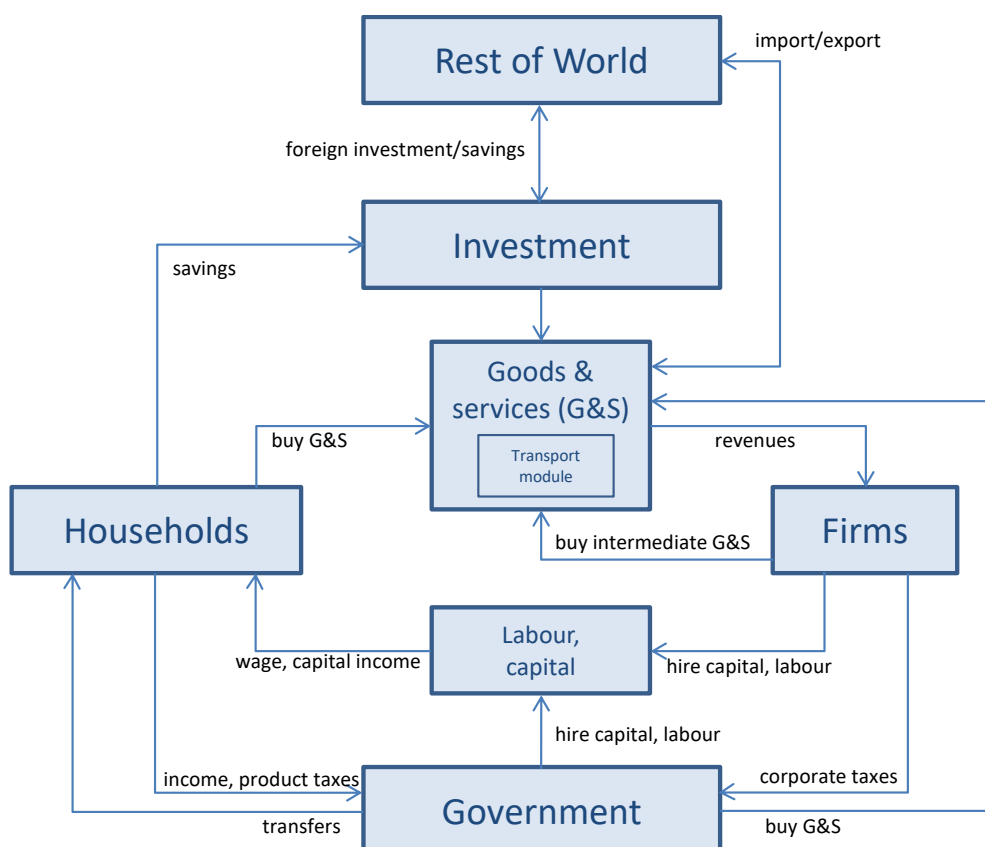 import/export
Rest of World
foreign investment/savings
Investment
savings
Goods &
services (G&S)
buy G&S
revenues
Transport
module
Households
Firms
buy intermediate G&S
Labour,
capital
wage, capital income
hire capital, labour
hire capital, labour
income, product taxes
corporate taxes
Government
transfers
buy G&S